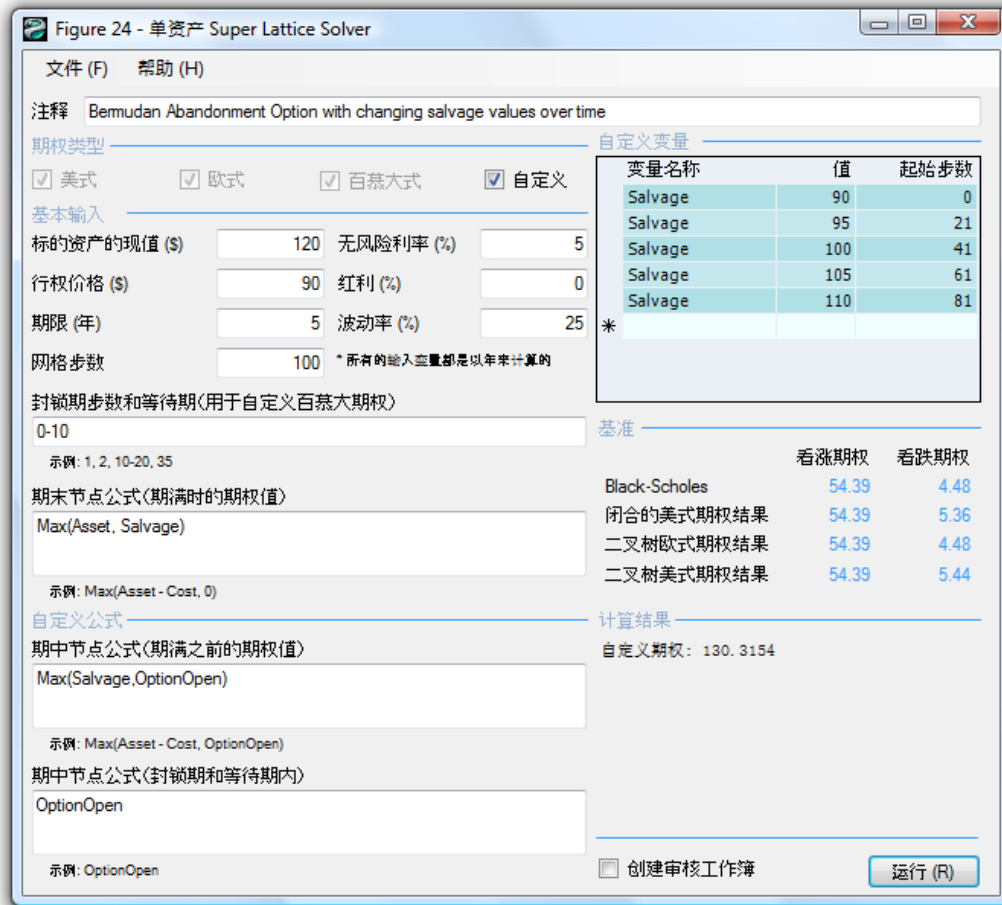 Figure 24 - 单资产 Super Lattice Solver
文件 (F) 帮助 (H)
注释 Bermudan Abandonment Option with changing salvage values over time
期权类型
美式 欧式 百慕大式 自定义
基本输入
标的资产的现值 ($) 120 无风险利率 (%) 5
行权价格 ($) 90 红利 (%) 0
期限 (年) 5 波动率 (%) 25
网格步数 100 * 所有的输入变量都是以年来计算的
封锁期步数和等待期(用于自定义百慕大期权)
0-10
示例: 1, 2, 10-20, 35
期末节点公式(期满时的期权值)
Max(Asset, Salvage)
示例: Max(Asset - Cost, 0)
自定义公式
期中节点公式(期满之前的期权值)
Max(Salvage,OptionOpen)
示例: Max(Asset - Cost, OptionOpen)
期中节点公式(封锁期和等待期内)
OptionOpen
示例: OptionOpen
自定义变量
变量名称 值 起始步数
Salvage 90 0
Salvage 95 21
Salvage 100 41
Salvage 105 61
Salvage 110 81
*
基准
看涨期权 看跌期权
Black-Scholes 54.39 4.48
闭合的美式期权结果 54.39 5.36
二叉树欧式期权结果 54.39 4.48
二叉树美式期权结果 54.39 5.44
计算结果
自定义期权: 130.3154
创建审核工作簿 运行 (R)